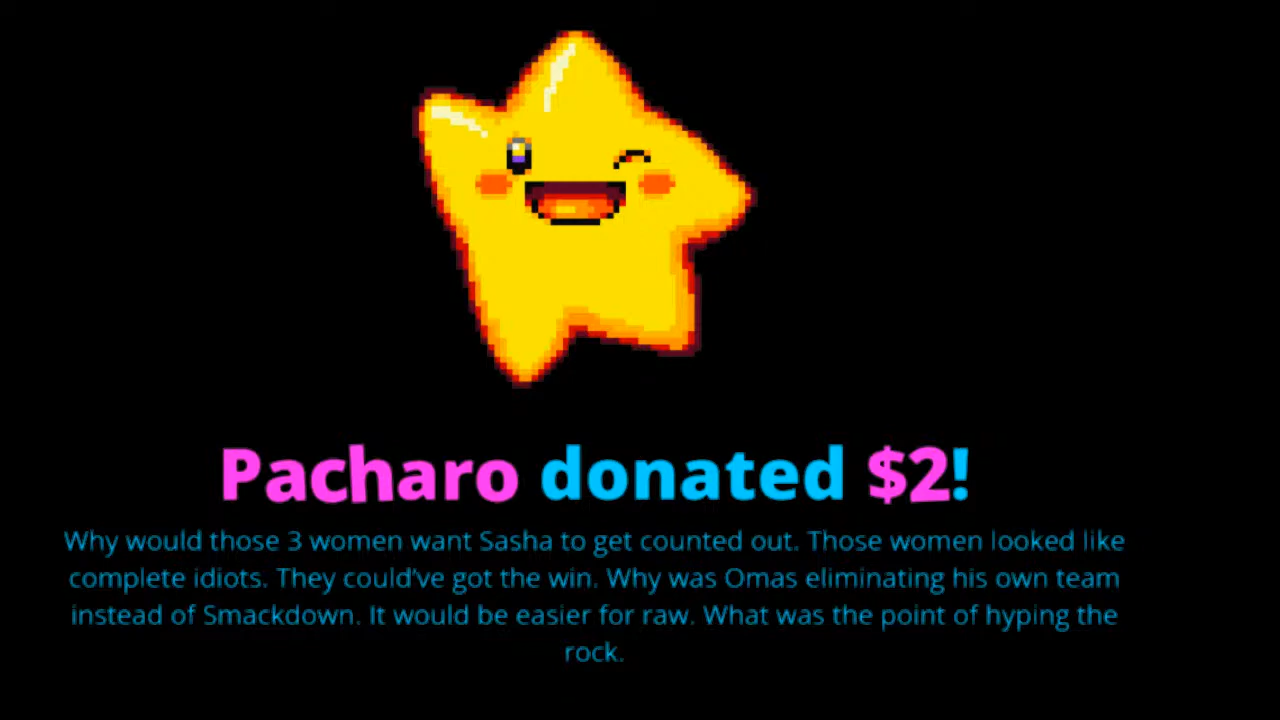 Pacharo donated $2!
Why would those 3 women want Sasha to get counted out. Those women looked like
complete idiots. They could've got the win. Why was Omas eliminating his own team
instead of Smackdown. It would be easier for raw. What was the point of hyping the
rock.